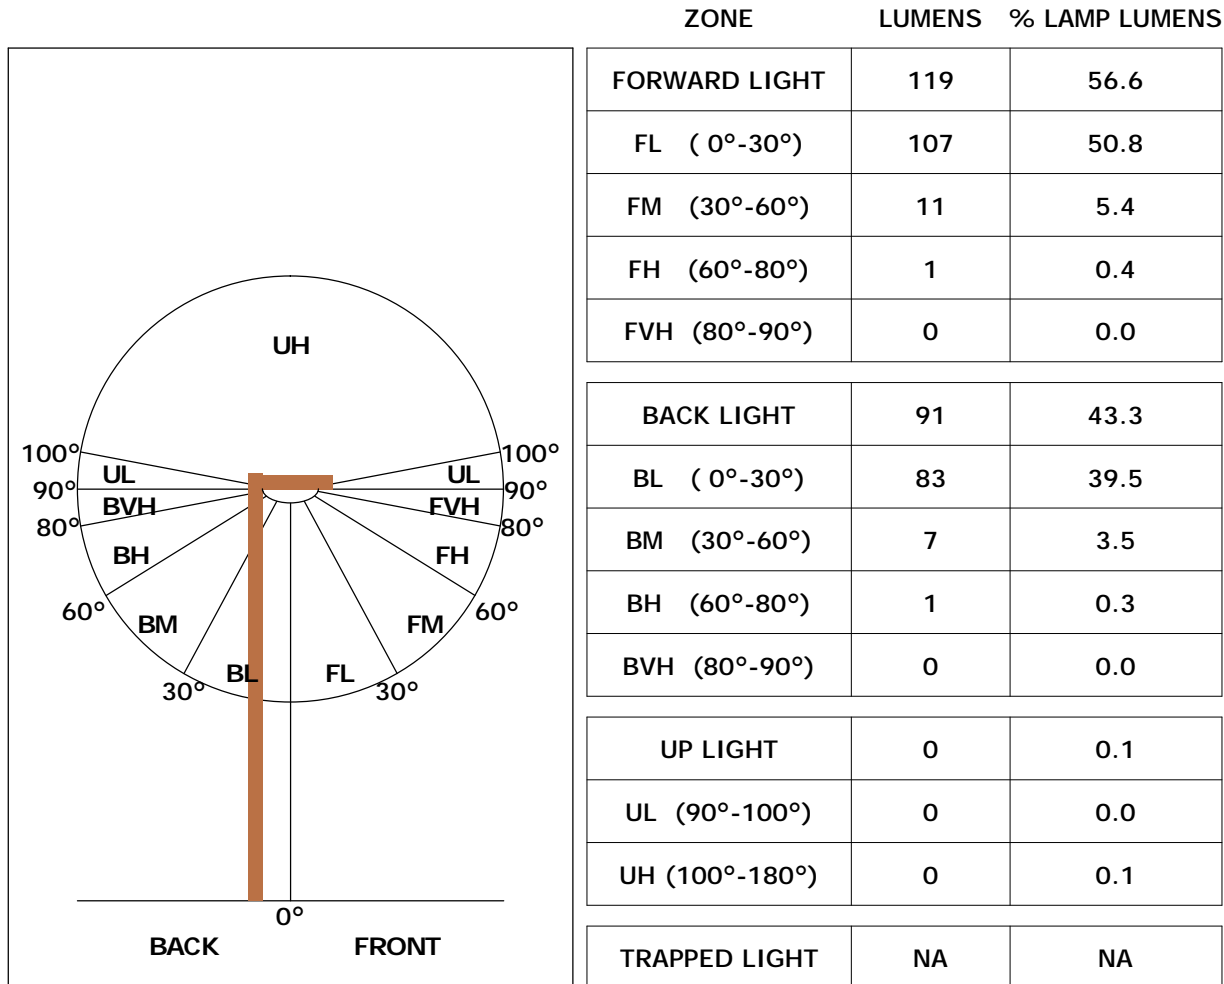 ZONE LUMENS % LAMP LUMENS
FORWARD LIGHT 119 56.6
FL ( 0°-30°) 107 50.8
FM (30°-60°) 11 5.4
FH (60°-80°) 1 0.4
FVH (80°-90°) 0 0.0
BACK LIGHT 91 43.3
BL ( 0°-30°) 83 39.5
BM (30°-60°) 7 3.5
BH (60°-80°) 1 0.3
BVH (80°-90°) 0 0.0
UP LIGHT 0 0.1
UL (90°-100°) 0 0.0
UH (100°-180°) 0 0.1
TRAPPED LIGHT NA NA
UH
100° 100°
UL UL
90° 90°
BVH FVH
80° 80°
BH FH
60° 60°
BM FM
BL FL
30° 30°
0°
BACK FRONT